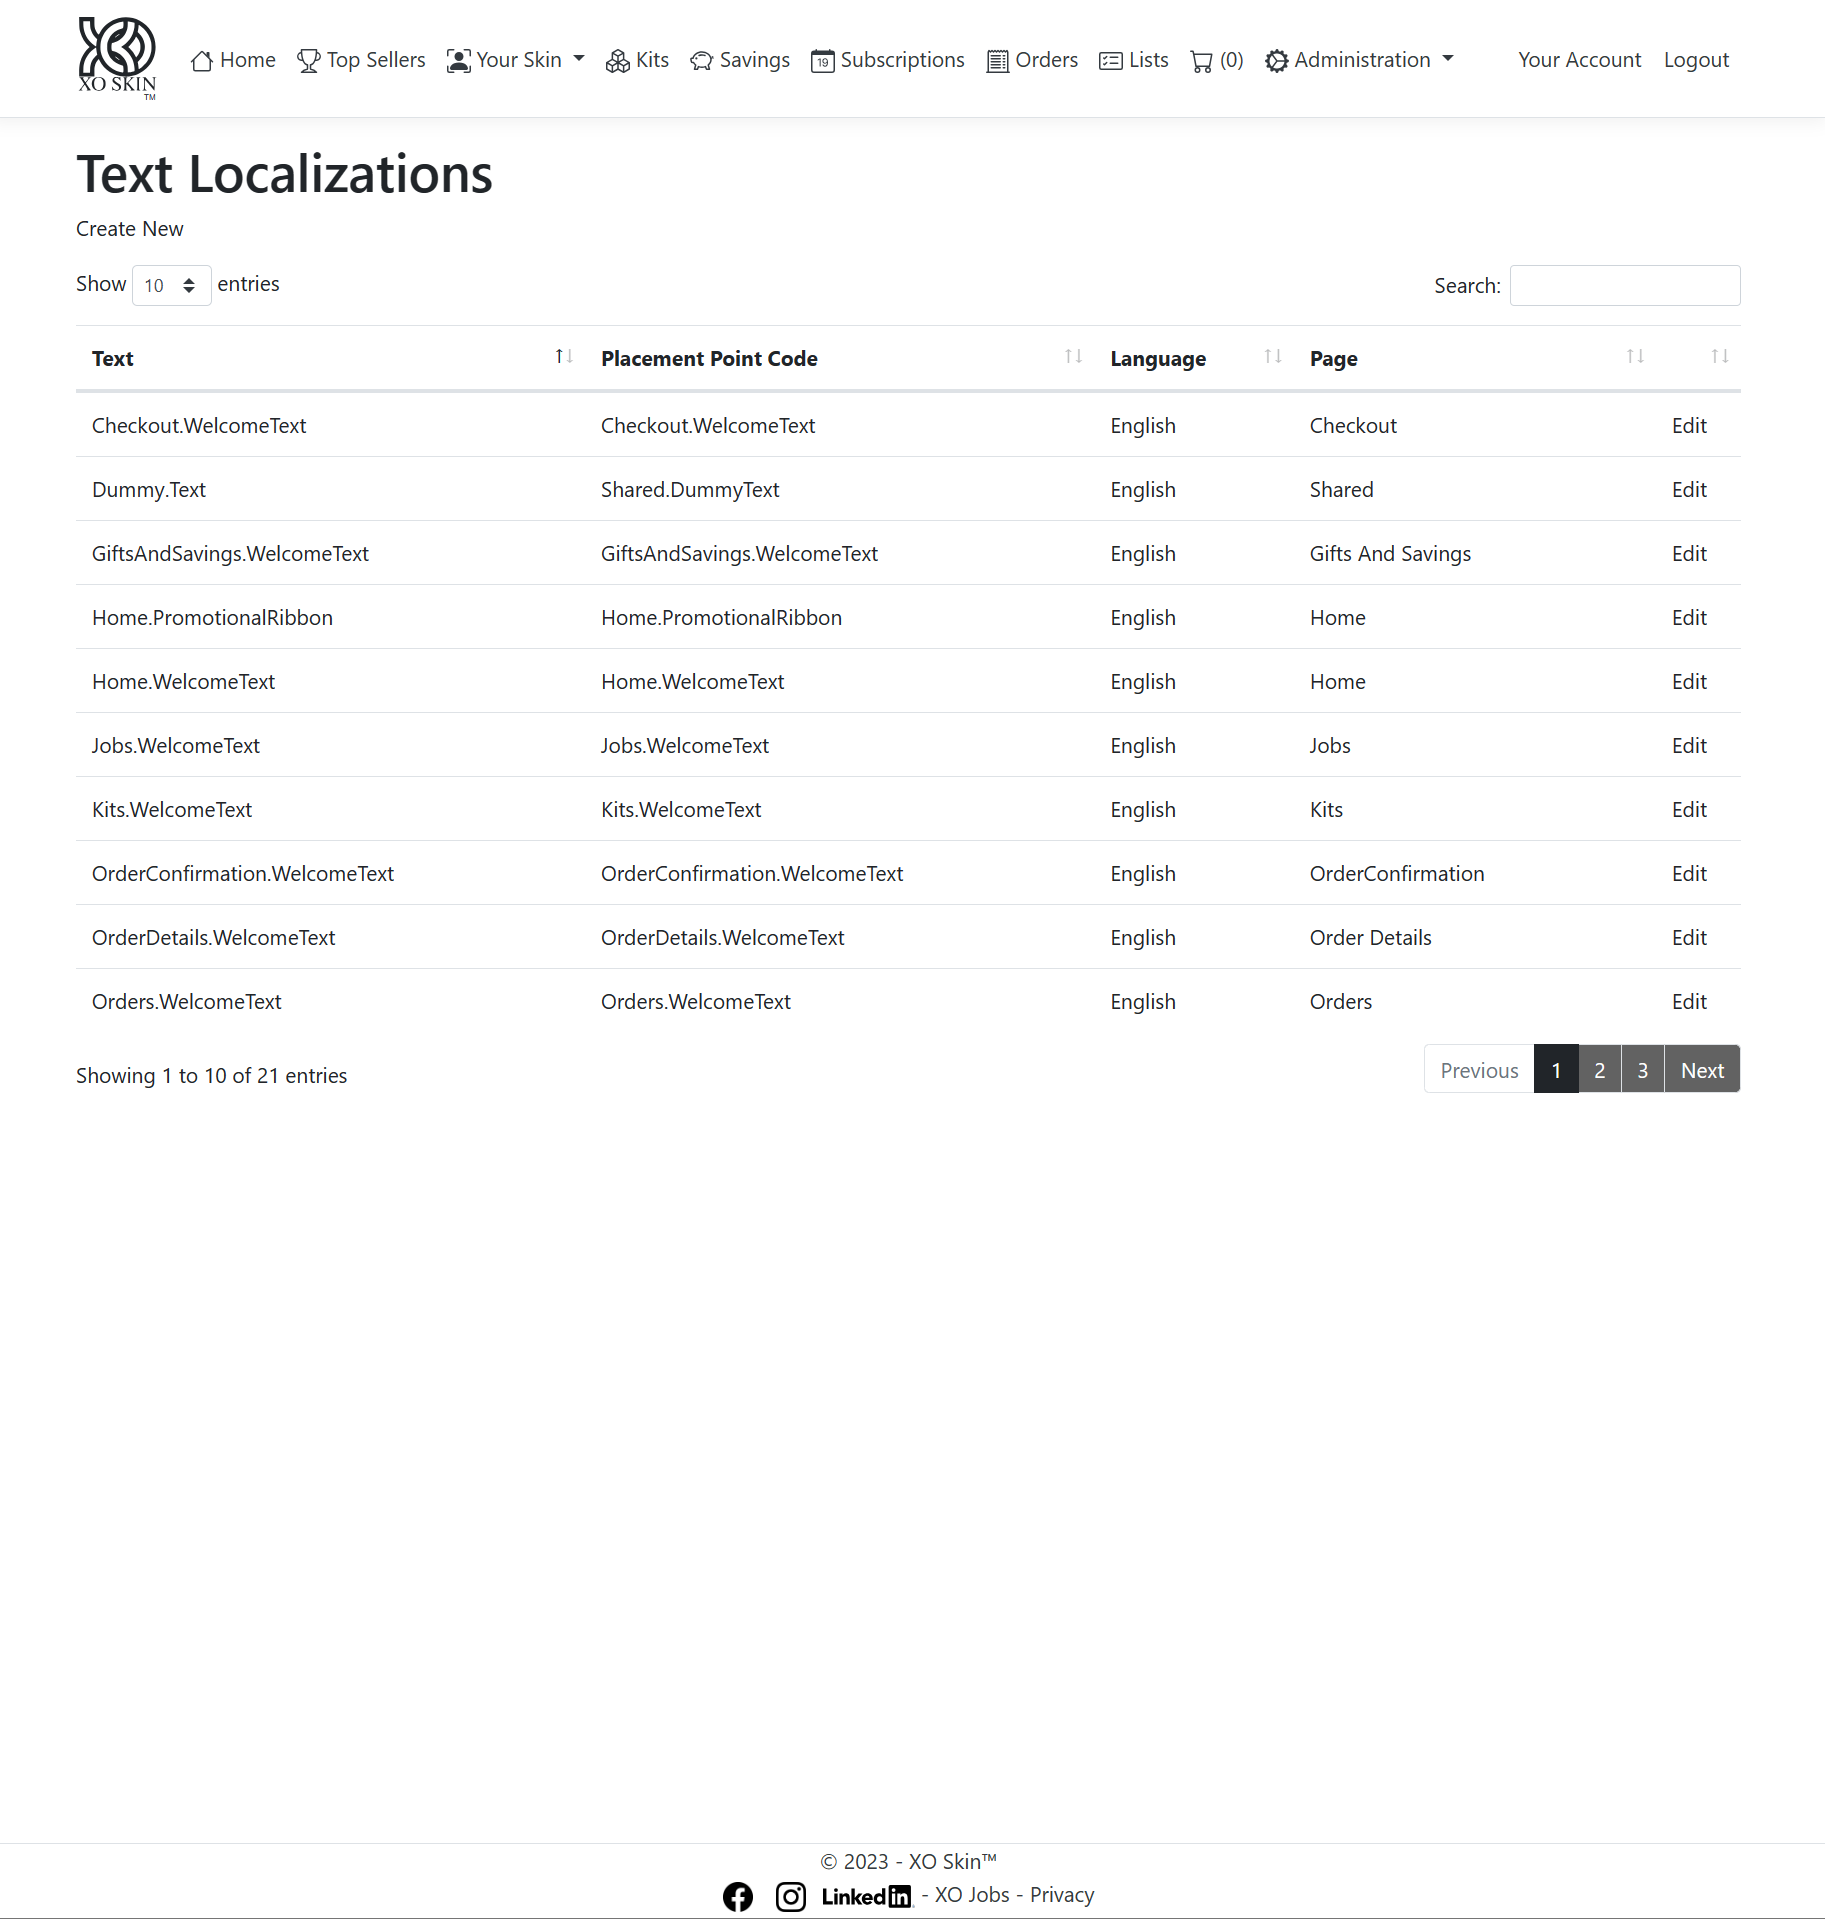 XO SKIN
TM
Home Top Sellers Your Skin Kits Savings 19 Subscriptions Orders Lists (0) Administration Your Account Logout
Text Localizations
Create New
Show 10 entries Search:
Text Placement Point Code Language Page
Checkout.WelcomeText Checkout.WelcomeText English Checkout Edit
Dummy.Text Shared.DummyText English Shared Edit
GiftsAndSavings.WelcomeText GiftsAndSavings.WelcomeText English Gifts And Savings Edit
Home.PromotionalRibbon Home.PromotionalRibbon English Home Edit
Home.WelcomeText Home.WelcomeText English Home Edit
Jobs.WelcomeText Jobs.WelcomeText English Jobs Edit
Kits.WelcomeText Kits.WelcomeText English Kits Edit
OrderConfirmation.WelcomeText OrderConfirmation.WelcomeText English OrderConfirmation Edit
OrderDetails.WelcomeText OrderDetails.WelcomeText English Order Details Edit
Orders.WelcomeText Orders.WelcomeText English Orders Edit
Showing 1 to 10 of 21 entries Previous 1 2 3 Next
© 2023 - XO Skin™
LinkedIn - XO Jobs - Privacy